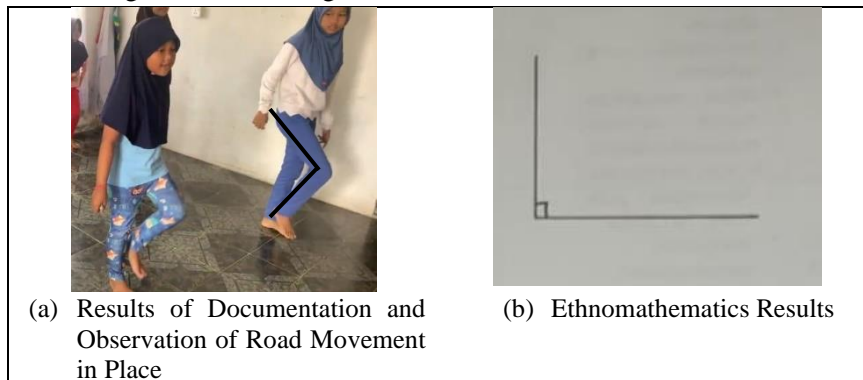 (a) Results of Documentation and
Observation of Road Movement
in Place
(b) Ethnomathematics Results